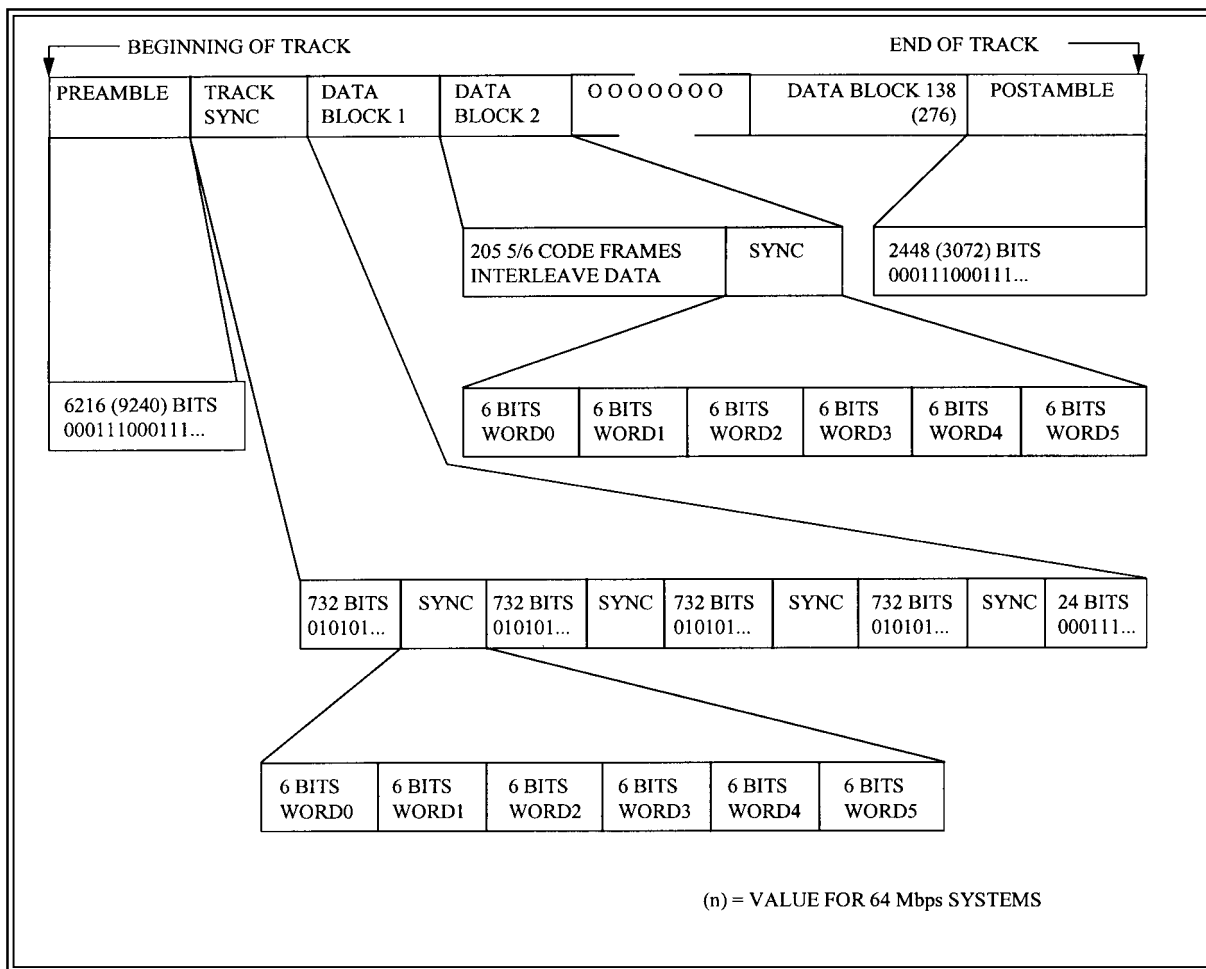 BEGINNING OF TRACK
END OF TRACK
PREAMBLE
TRACK
SYNC
DATA
BLOCK 1
DATA
BLOCK 2
O O O O O O O
DATA BLOCK 138
(276)
POSTAMBLE
205 5/6 CODE FRAMES
INTERLEAVE DATA
SYNC
2448 (3072) BITS
000111000111...
6216 (9240) BITS
000111000111...
6 BITS
WORD0
6 BITS
WORD1
6 BITS
WORD2
6 BITS
WORD3
6 BITS
WORD4
6 BITS
WORD5
732 BITS
010101...
SYNC
732 BITS
010101...
SYNC
732 BITS
010101...
SYNC
732 BITS
010101...
SYNC
24 BITS
000111...
6 BITS
WORD0
6 BITS
WORD1
6 BITS
WORD2
6 BITS
WORD3
6 BITS
WORD4
6 BITS
WORD5
(n) = VALUE FOR 64 Mbps SYSTEMS